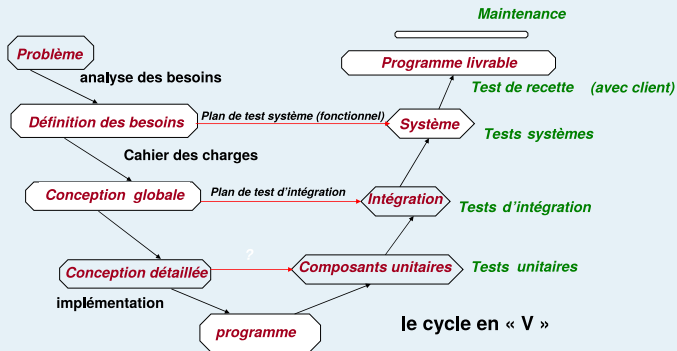 Maintenance
Problème
Programme livrable
analyse des besoins
Test de recette (avec client)
Définition des besoins
Plan de test système (fonctionnel)
Système
Tests systèmes
Cahier des charges
Conception globale
Plan de test d'intégration
Intégration
Tests d'intégration
?
Conception détaillée
Composants unitaires
Tests unitaires
implémentation
programme
le cycle en « V »